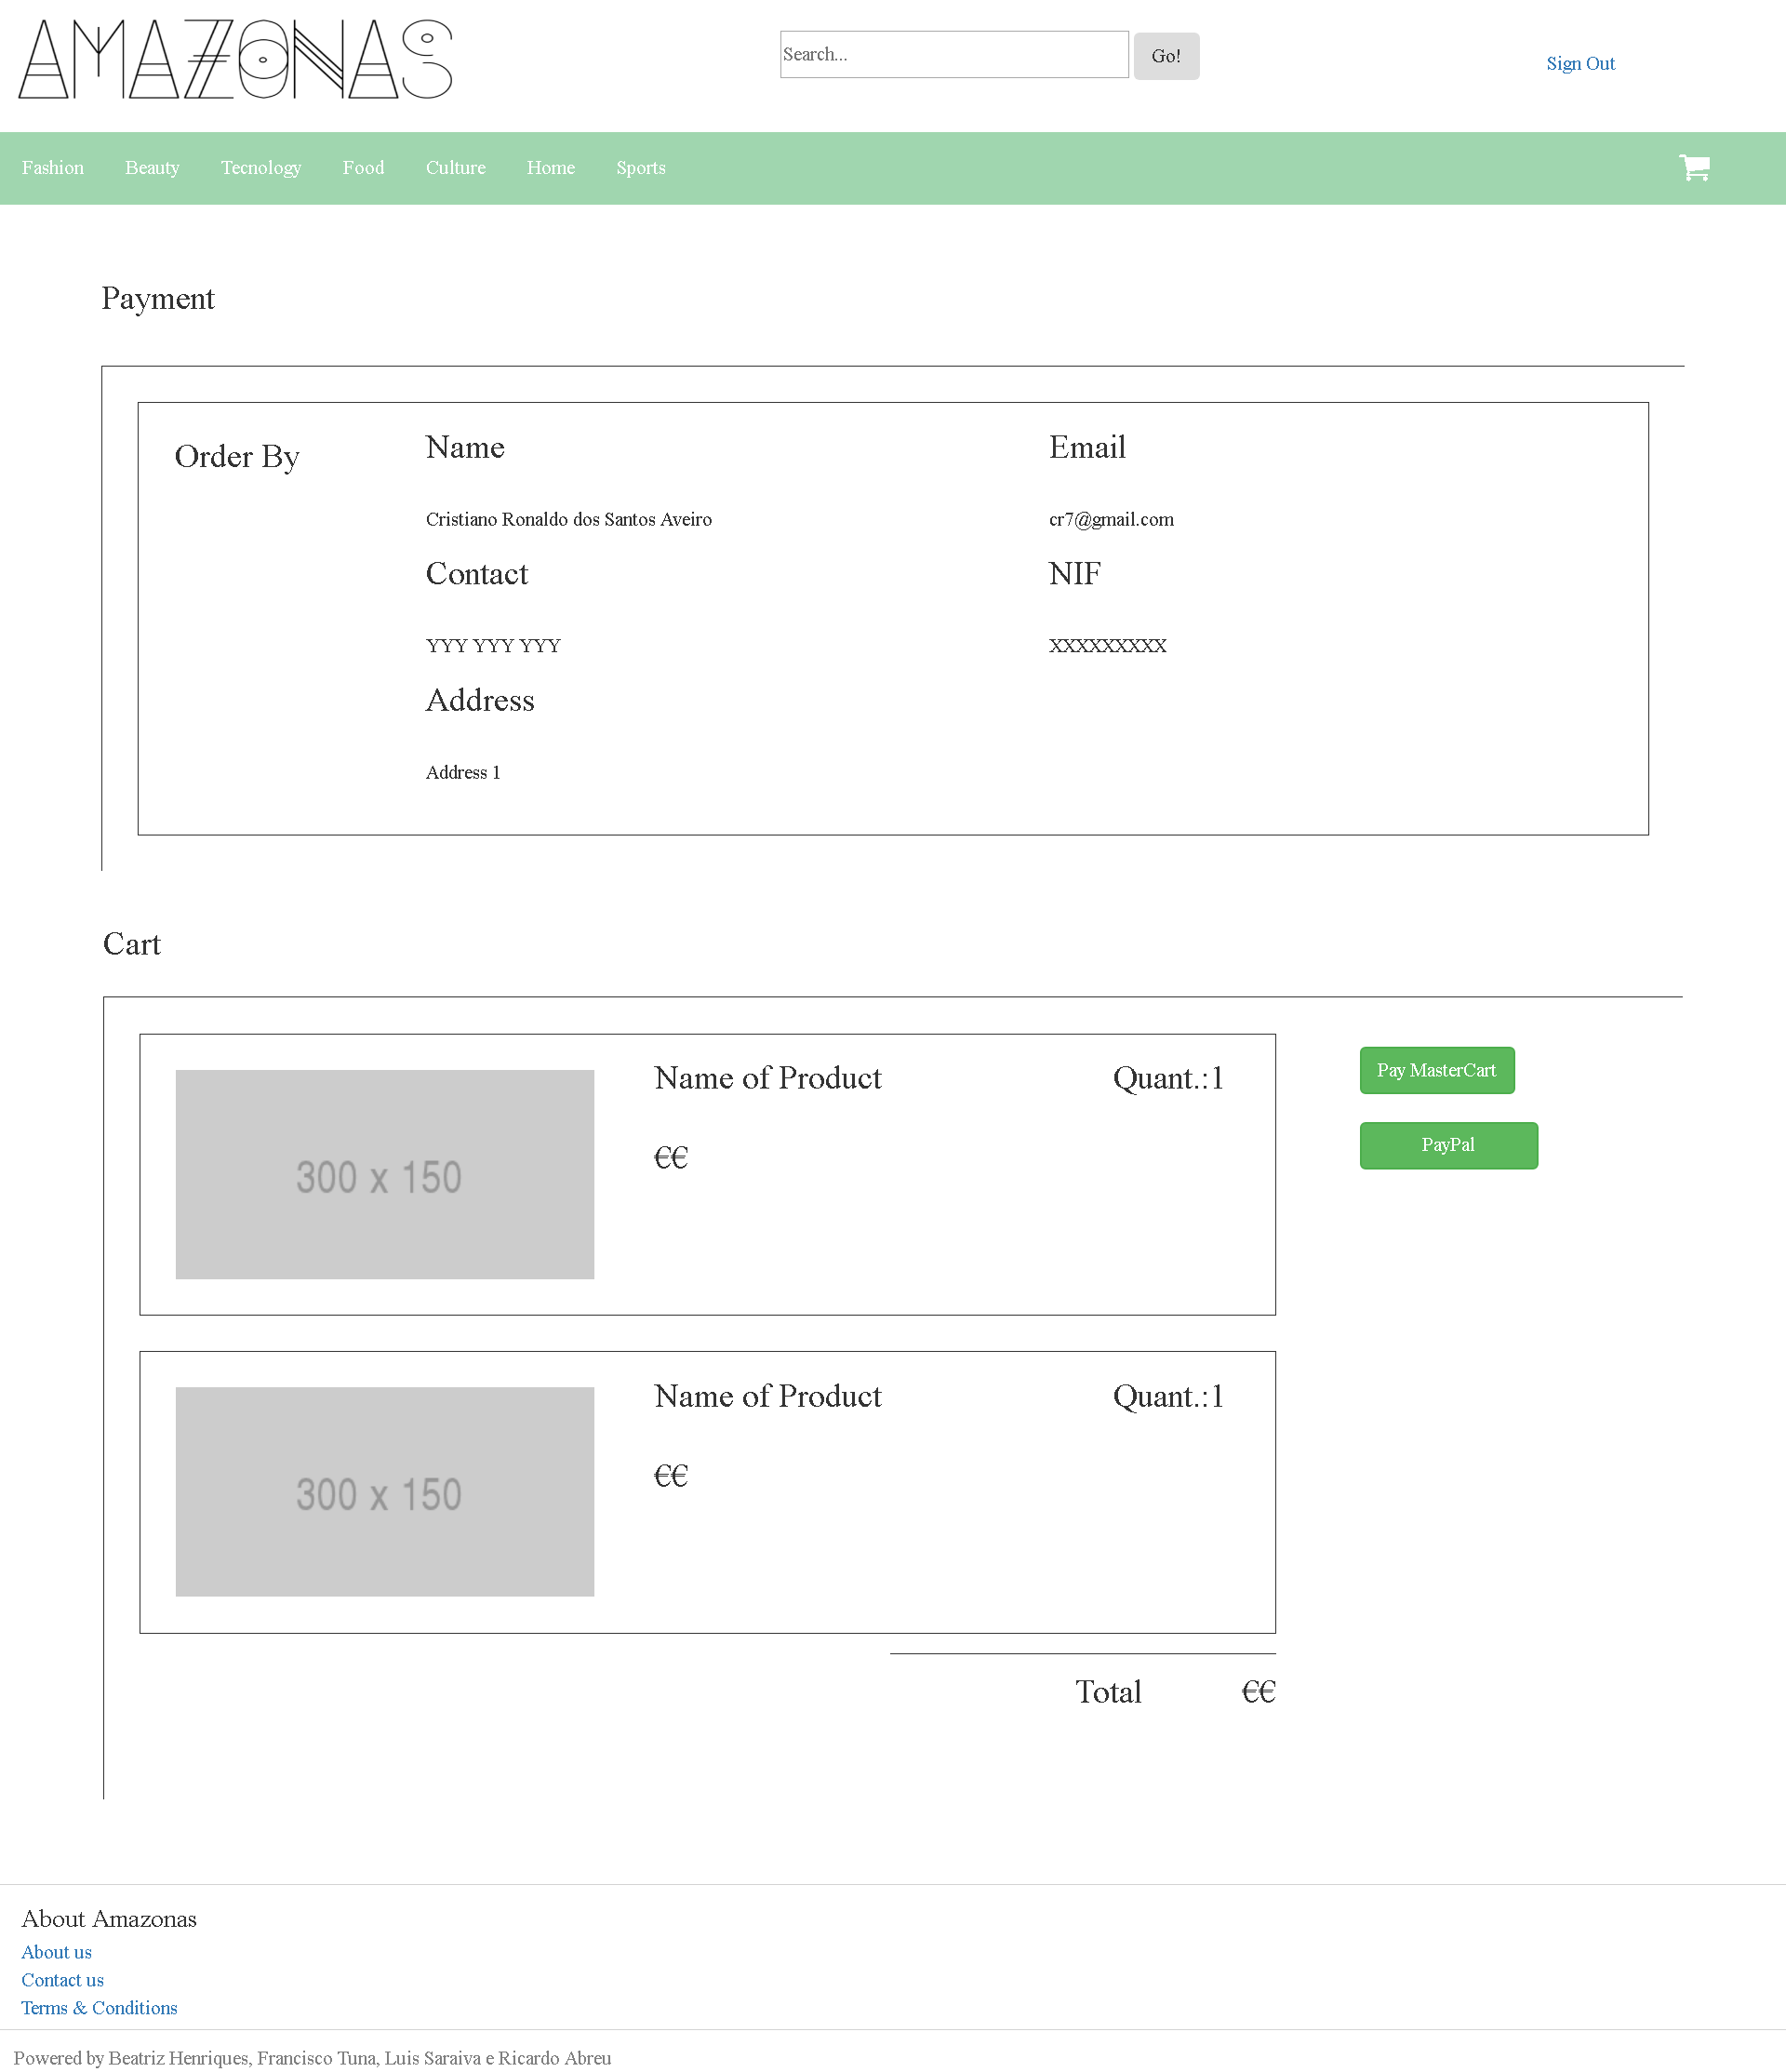 AMAZONAS
Search... Go! Sign Out
Fashion Beauty Tecnology Food Culture Home Sports
Payment
Order By Name Email
Cristiano Ronaldo dos Santos Aveiro cr7@gmail.com
Contact NIF
YYY YYY YYY XXXXXXXXX
Address
Address 1
Cart
Name of Product Quant.:1 Pay MasterCart
€€ PayPal
300 x 150
Name of Product Quant.:1
€€
300 x 150
Total €€
About Amazonas
About us
Contact us
Terms & Conditions
Powered by Beatriz Henriques, Francisco Tuna, Luis Saraiva e Ricardo Abreu